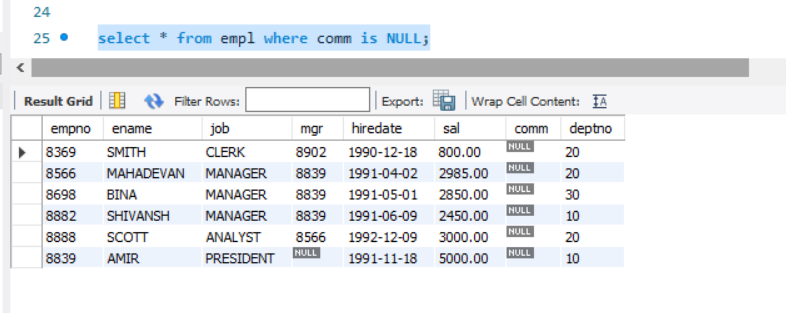 24
25 select * from empl where comm is NULL;
Result Grid Filter Rows: Export: Wrap Cell Content: IA
empno ename job mgr hiredate sal comm deptno
8369 SMITH CLERK 8902 1990-12-18 800.00 NULL 20
8566 MAHADEVAN MANAGER 8839 1991-04-02 2985.00 NULL 20
8698 BINA MANAGER 8839 1991-05-01 2850.00 NULL 30
8882 SHIVANSH MANAGER 8839 1991-06-09 2450.00 NULL 10
8888 SCOTT ANALYST 8566 1992-12-09 3000.00 NULL 20
8839 AMIR PRESIDENT NULL 1991-11-18 5000.00 NULL 10